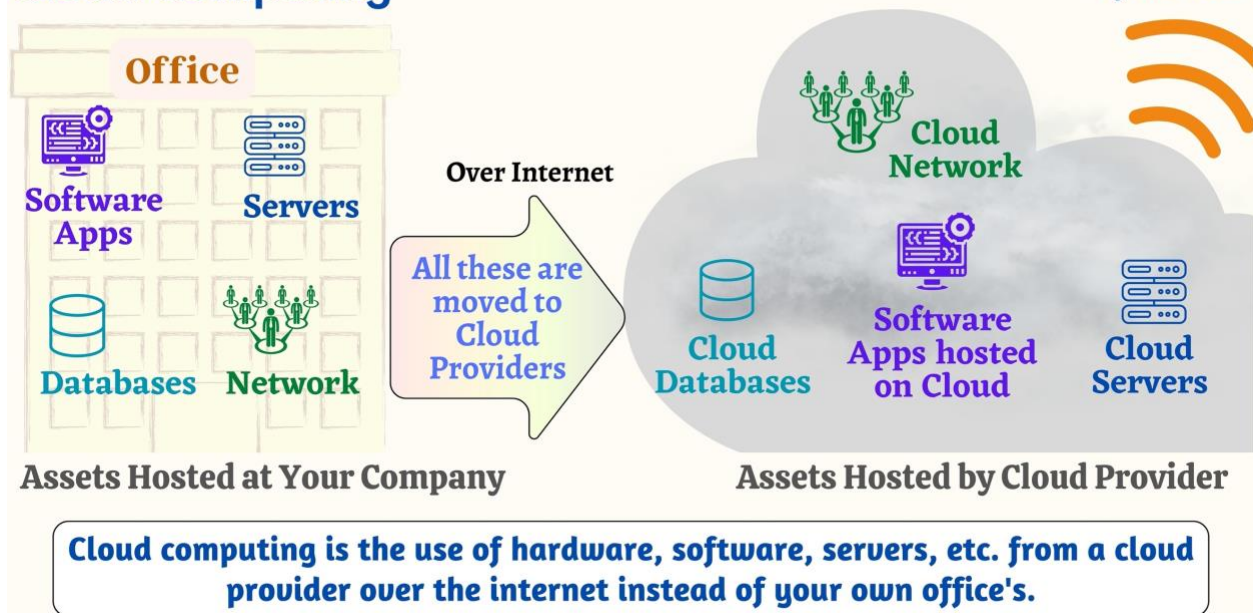 Office
Software
Apps
Servers
Databases
Network
Assets Hosted at Your Company
Over Internet
All these are
moved to
Cloud
Providers
Cloud
Network
Cloud
Databases
Software
Apps hosted
on Cloud
Cloud
Servers
Assets Hosted by Cloud Provider
Cloud computing is the use of hardware, software, servers, etc. from a cloud
provider over the internet instead of your own office's.